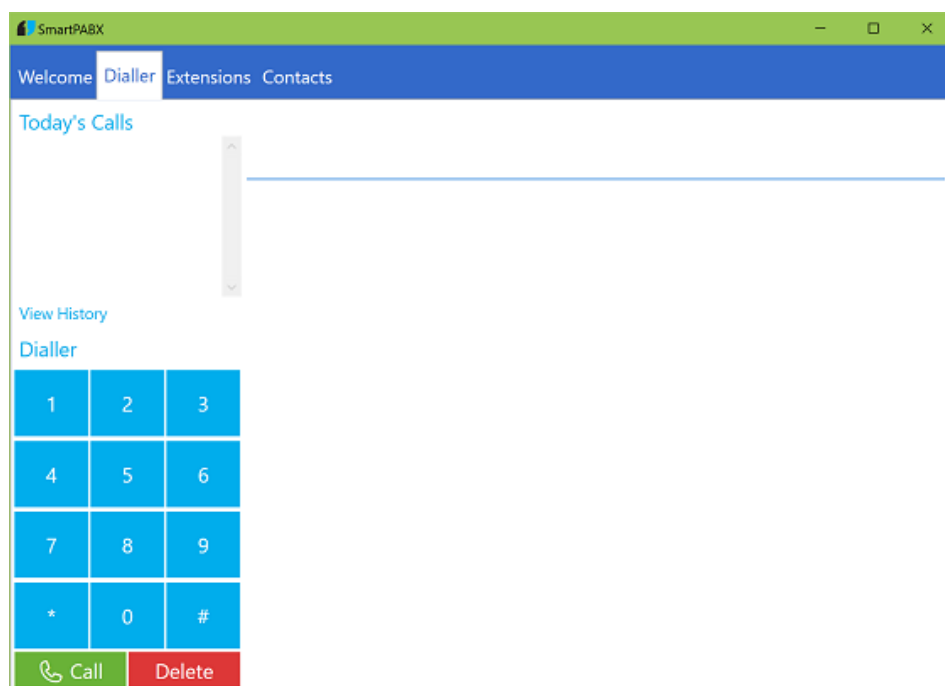 SmartPABX
Welcome Dialler Extensions Contacts
Today's Calls
View History
Dialler
1 2 3
4 5 6
7 8 9
* 0 #
Call Delete